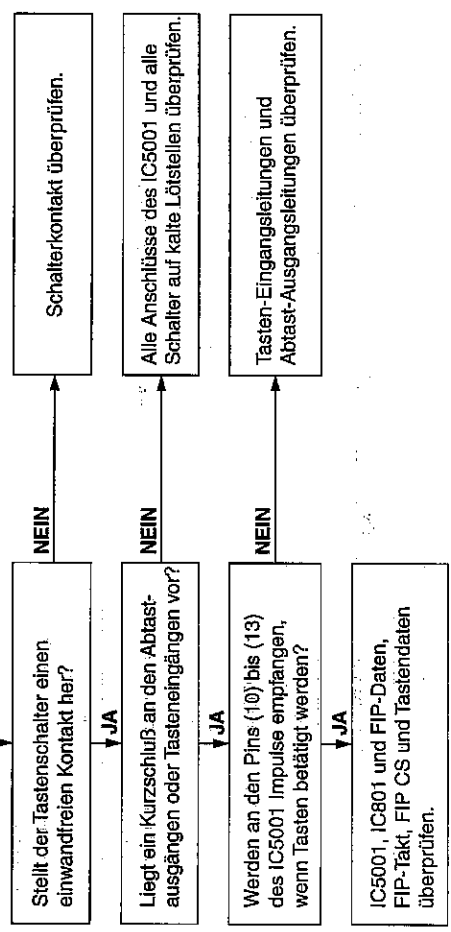 Stellt der Tastenschalter einen
einwandfreien Kontakt her?
NEIN
Schalterkontakt überprüfen.
JA
Liegt ein Kurzschluß an den Abtast-
ausgängen oder Tasteneingängen vor?
NEIN
Alle Anschlüsse des IC5001 und alle
Schalter auf kalte Lötstellen überprüfen.
JA
Werden an den Pins (10) bis (13)
des IC5001 Impulse empfangen,
wenn Tasten betätigt werden?
NEIN
Tasten-Eingangsleitungen und
Abtast-Ausgangsleitungen überprüfen.
JA
IC5001, IC801 und FIP-Daten,
FIP-Takt, FIP CS und Tastendaten
überprüfen.